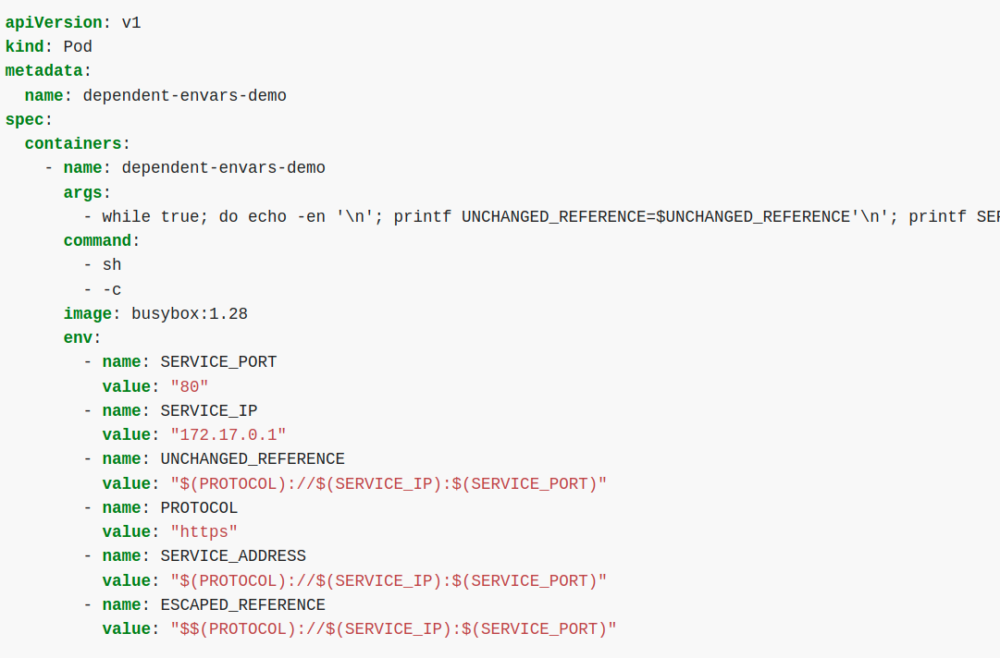 apiVersion: v1
kind: Pod
metadata:
  name: dependent-envars-demo
spec:
  containers:
    - name: dependent-envars-demo
      args:
        - while true; do echo -en '\n'; printf UNCHANGED_REFERENCE=$UNCHANGED_REFERENCE'\n'; printf SE
      command:
        - sh
        - -c
      image: busybox:1.28
      env:
        - name: SERVICE_PORT
          value: "80"
        - name: SERVICE_IP
          value: "172.17.0.1"
        - name: UNCHANGED_REFERENCE
          value: "$(PROTOCOL)://$(SERVICE_IP):$(SERVICE_PORT)"
        - name: PROTOCOL
          value: "https"
        - name: SERVICE_ADDRESS
          value: "$(PROTOCOL)://$(SERVICE_IP):$(SERVICE_PORT)"
        - name: ESCAPED_REFERENCE
          value: "$$(PROTOCOL)://$(SERVICE_IP):$(SERVICE_PORT)"